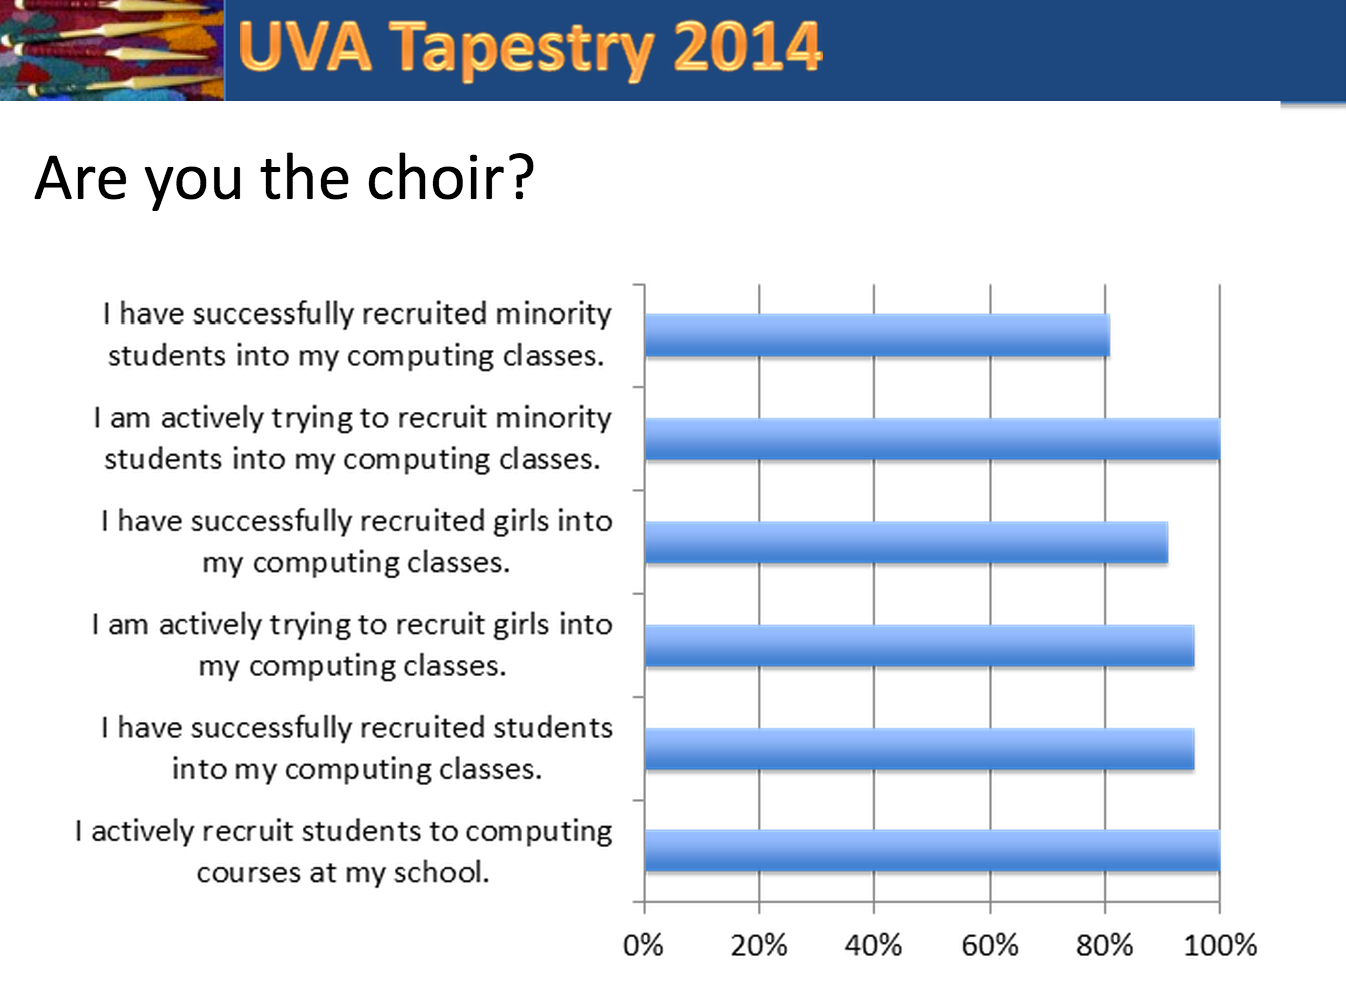 UVA Tapestry 2014
Are you the choir?
I have successfully recruited minority
students into my computing classes.
I am actively trying to recruit minority
students into my computing classes.
I have successfully recruited girls into
my computing classes.
I am actively trying to recruit girls into
my computing classes.
I have successfully recruited students
into my computing classes.
I actively recruit students to computing
courses at my school.
0% 20% 40% 60% 80% 100%